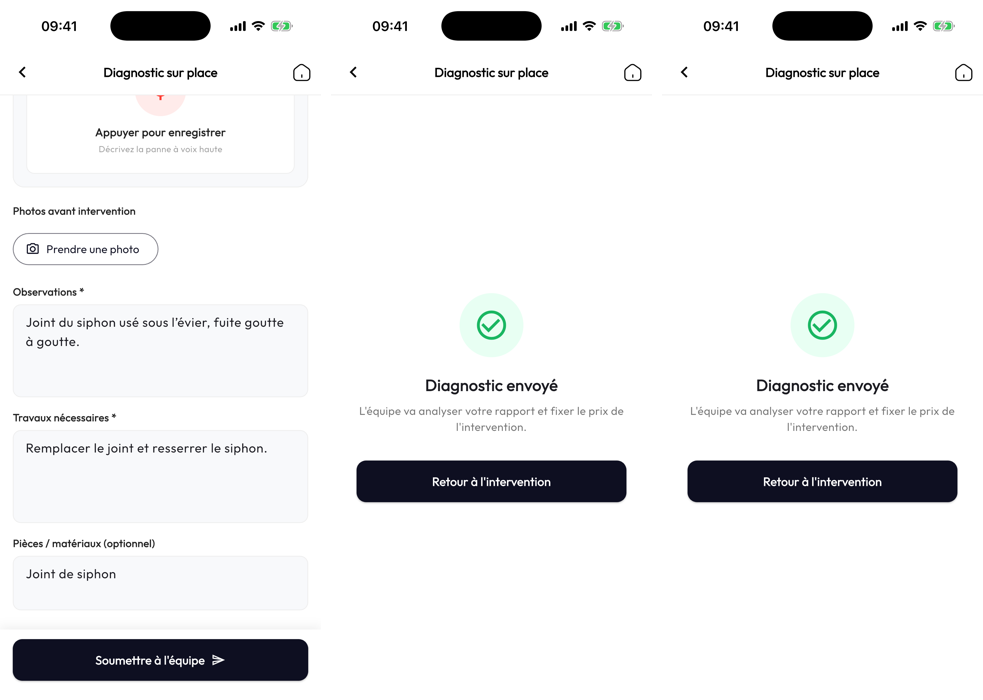 09:41
Diagnostic sur place
Appuyer pour enregistrer
Décrivez la panne à voix haute
Photos avant intervention
Prendre une photo
Observations *
Joint du siphon usé sous l’évier, fuite goutte
à goutte.
Travaux nécessaires *
Remplacer le joint et resserrer le siphon.
Pièces / matériaux (optionnel)
Joint de siphon
Soumettre à l'équipe
09:41
Diagnostic sur place
Diagnostic envoyé
L'équipe va analyser votre rapport et fixer le prix de
l'intervention.
Retour à l'intervention
09:41
Diagnostic sur place
Diagnostic envoyé
L'équipe va analyser votre rapport et fixer le prix de
l'intervention.
Retour à l'intervention